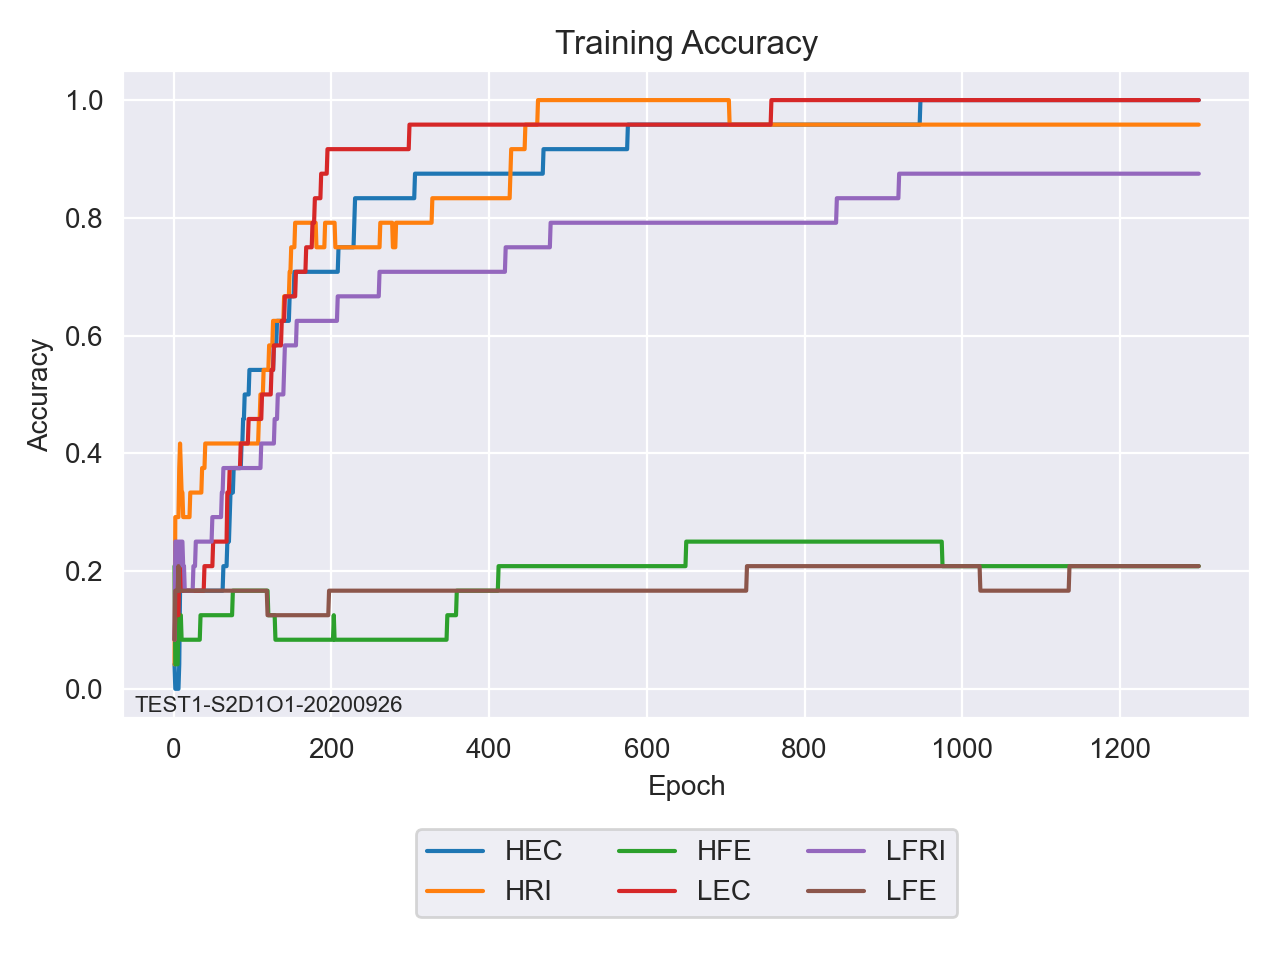 Training Accuracy
Accuracy
1.0
0.8
0.6
0.4
0.2
0.0
TEST1-S2D1O1-20200926
0 200 400 600 800 1000 1200
Epoch
HEC HFE LFRI
HRI LEC LFE